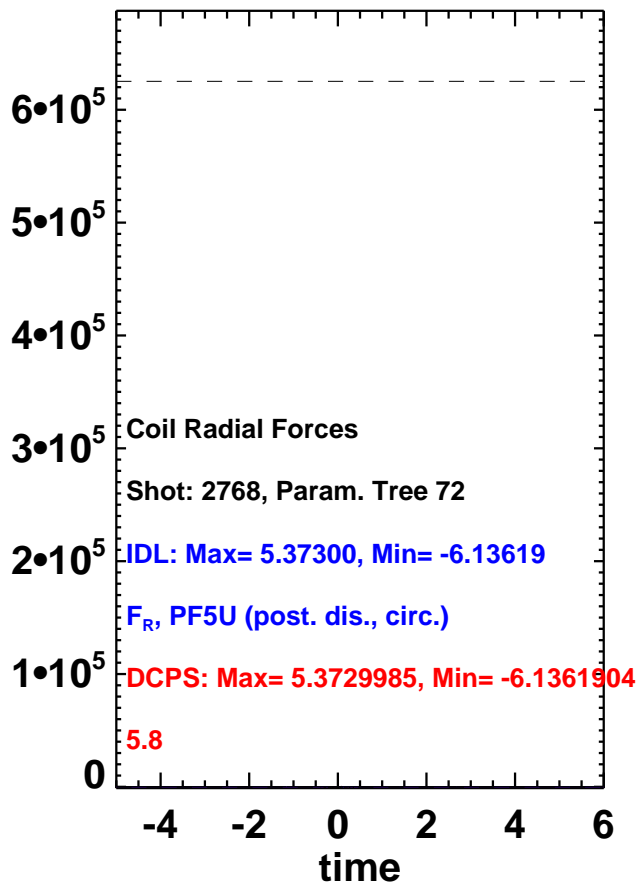 6•10⁵
5•10⁵
4•10⁵
3•10⁵
2•10⁵
1•10⁵
0
Coil Radial Forces
Shot: 2768, Param. Tree 72
IDL: Max= 5.37300, Min= -6.13619
F_R, PF5U (post. dis., circ.)
DCPS: Max= 5.3729985, Min= -6.1361904
5.8
-4 -2 0 2 4 6
time